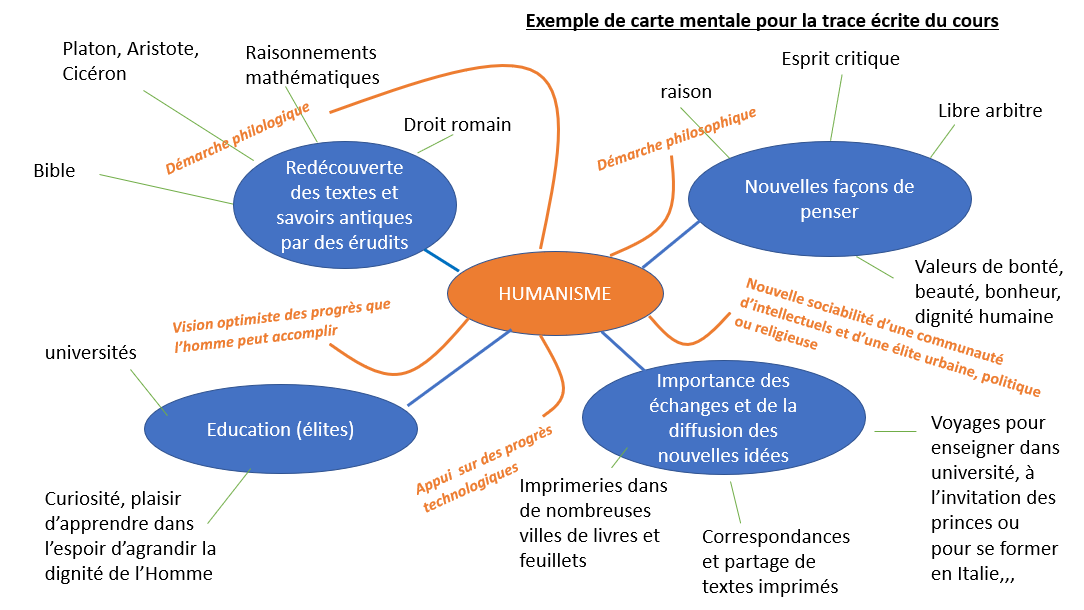 Exemple de carte mentale pour la trace écrite du cours
Platon, Aristote,
Cicéron
Raisonnements
mathématiques
Démarche philologique
Droit romain
Bible
Redécouverte
des textes et
savoirs antiques
par des érudits
Esprit critique
raison
Libre arbitre
Démarche philosophique
Nouvelles façons de
penser
Valeurs de bonté,
beauté, bonheur,
dignité humaine
HUMANISME
Vision optimiste des progrès que
l’homme peut accomplir
Nouvelle sociabilité d’une communauté
d’intellectuels et d’une élite urbaine, politique
ou religieuse
universités
Education (élites)
Curiosité, plaisir
d’apprendre dans
l’espoir d’agrandir la
dignité de l’Homme
Appui  sur des progrès
technologiques
Importance des
échanges et de la
diffusion des
nouvelles idées
Imprimeries dans
de nombreuses
villes de livres et
feuillets
Correspondances
et partage de
textes imprimés
Voyages pour
enseigner dans
université, à
l’invitation des
princes ou
pour se former
en Italie,,,